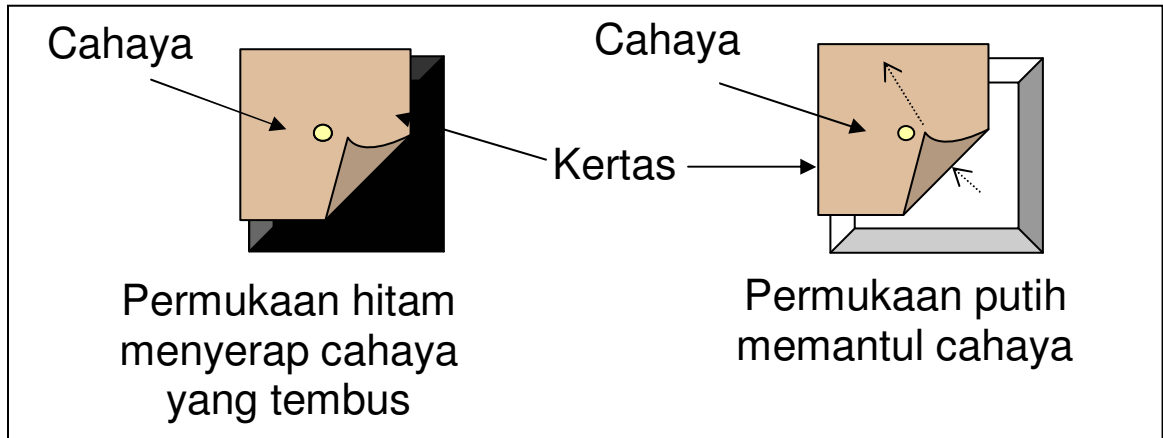 Cahaya
Cahaya
Kertas
Permukaan hitam
menyerap cahaya
yang tembus
Permukaan putih
memantul cahaya